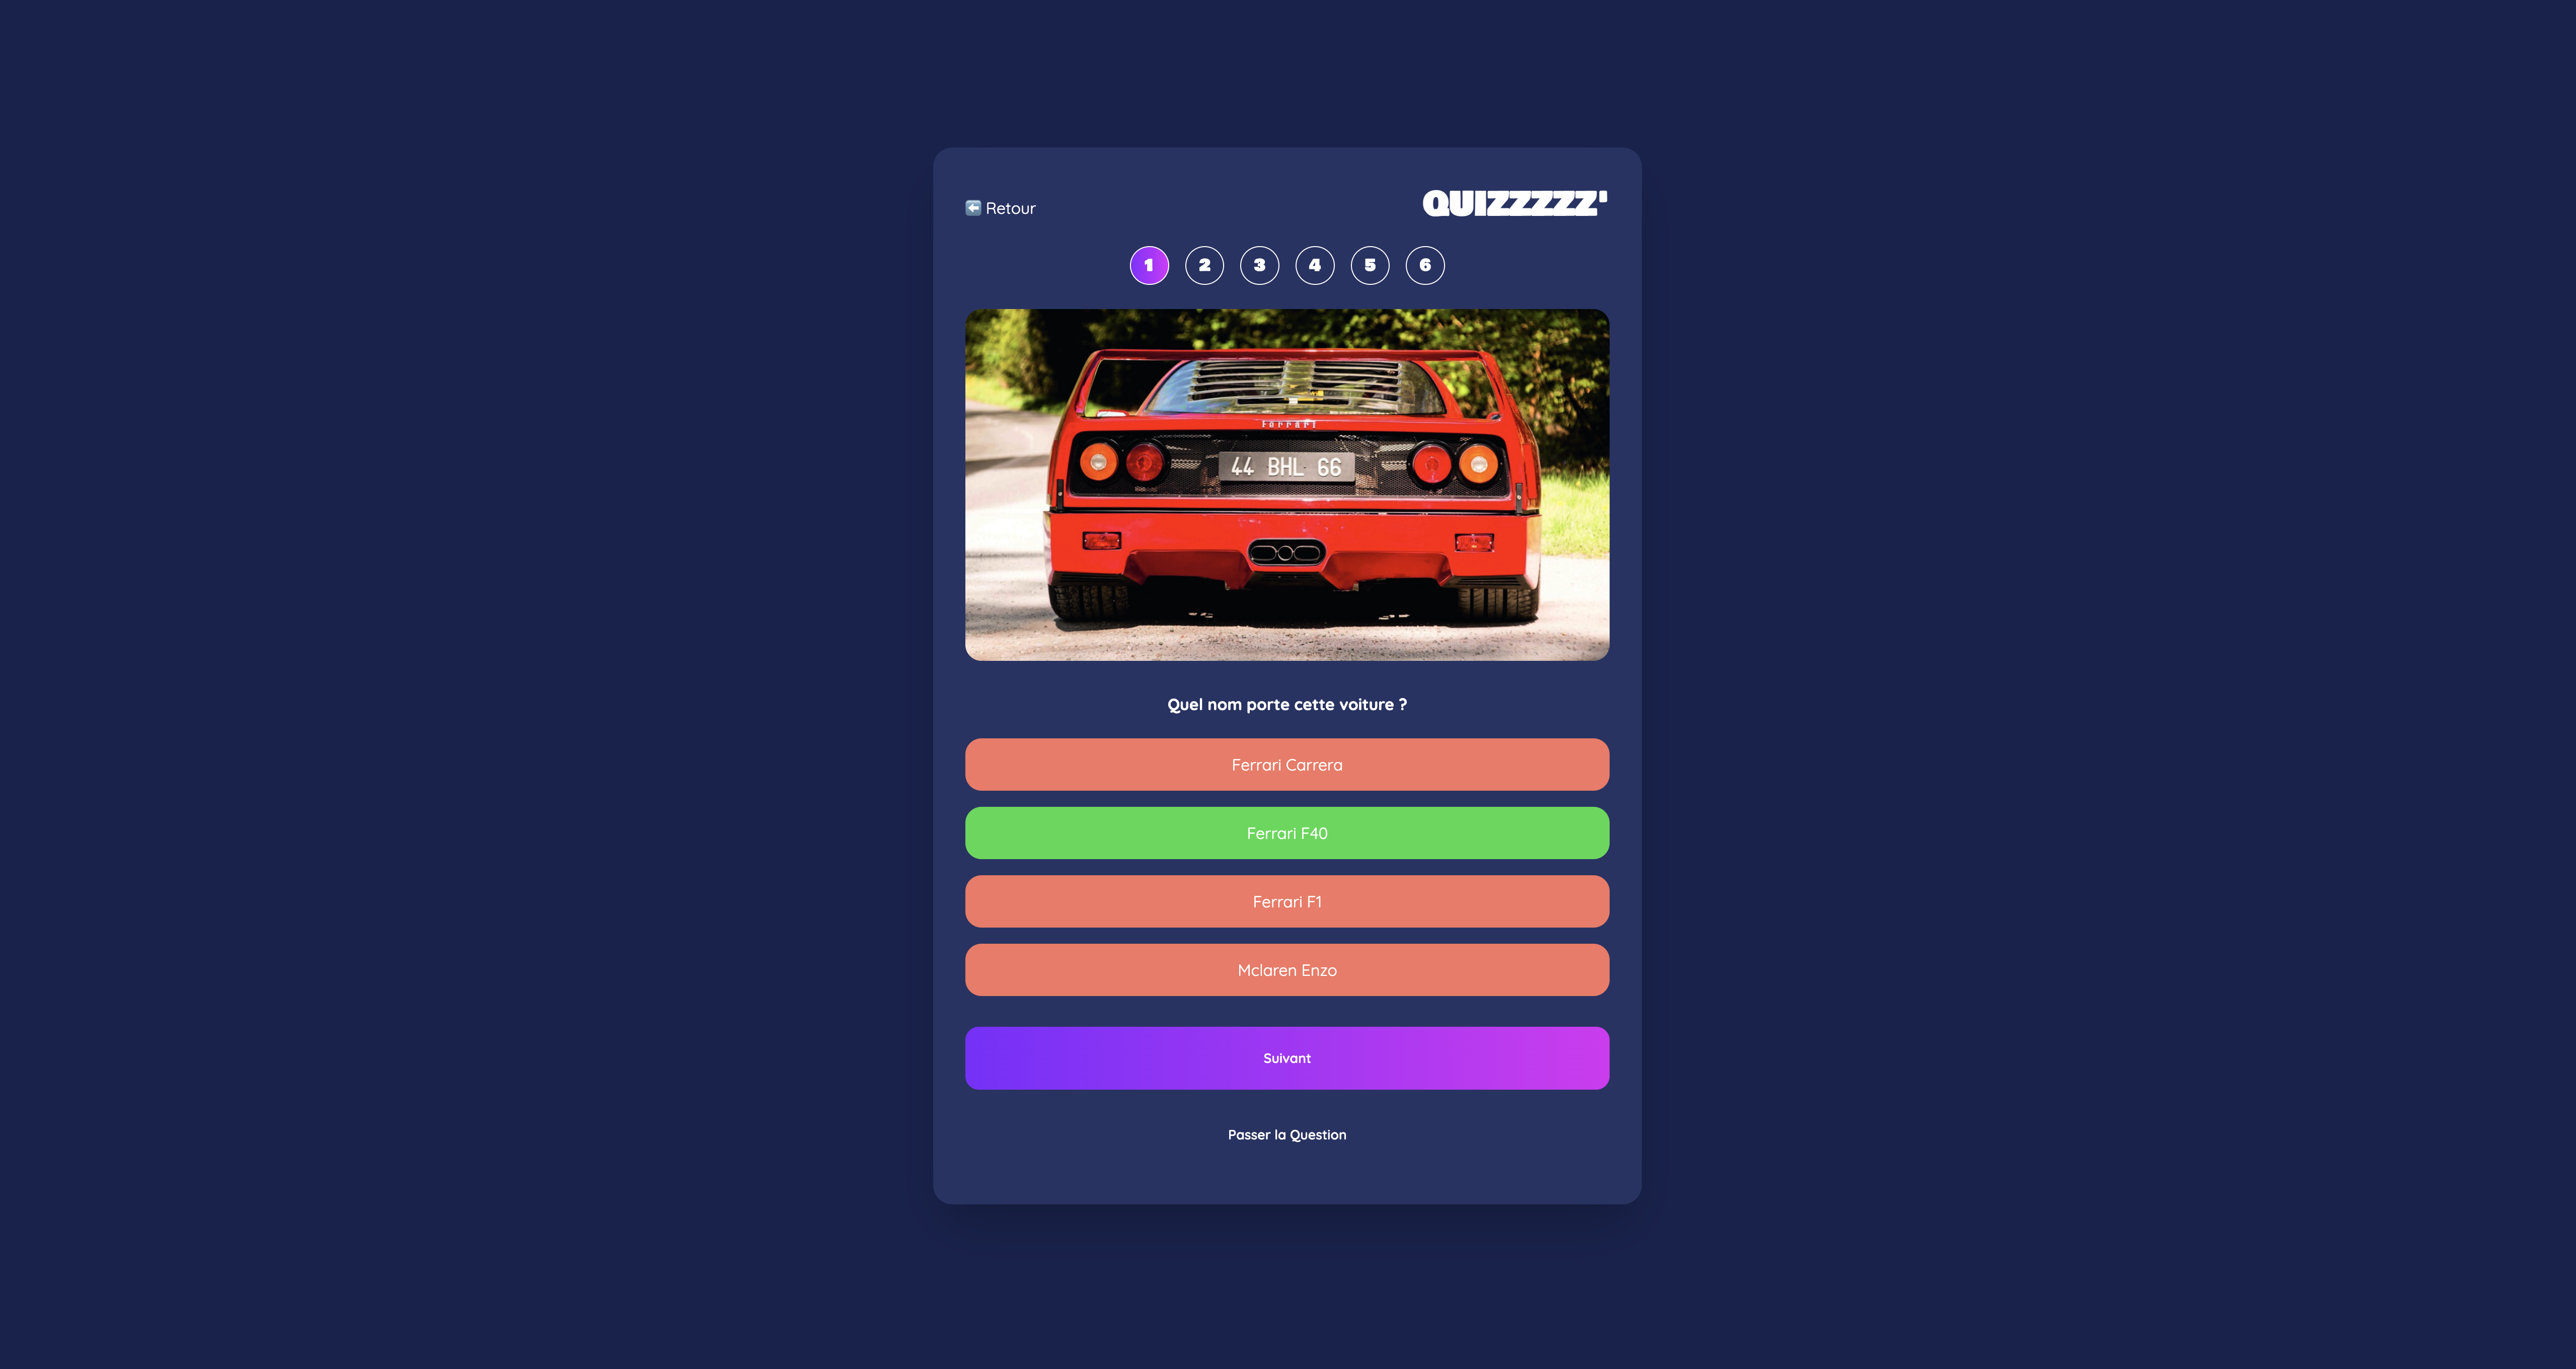 Retour
QUIZZZZZ'
1 2 3 4 5 6
Ferrari
44 BHL 66
Quel nom porte cette voiture ?
Ferrari Carrera
Ferrari F40
Ferrari F1
Mclaren Enzo
Suivant
Passer la Question